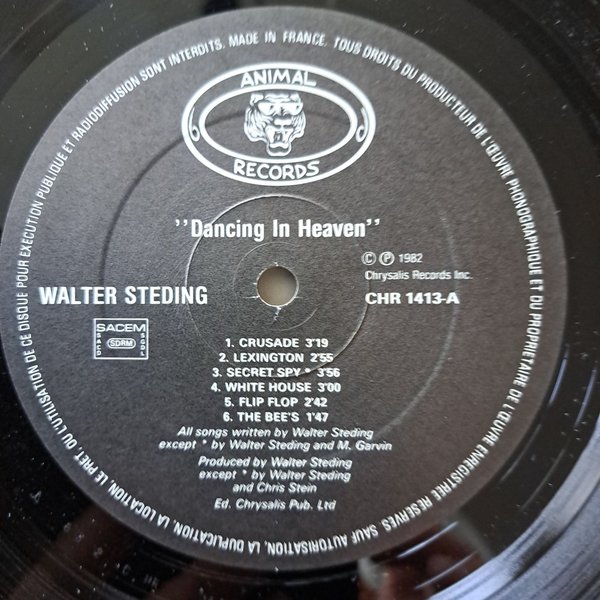 TOUS DROITS DU PRODUCTEUR DE L'ŒUVRE PHONOGRAPHIQUE ET DU PROPRIETAIRE DE L'ŒUVRE ENREGISTREE RESERVES SAUF AUTORISATION, LA DUPLICATION, LA LOCATION, LE PRET OU L'UTILISATION DE CE DISQUE POUR EXECUTION PUBLIQUE ET RADIODIFFUSION SONT INTERDITS. MADE IN FRANCE.
ANIMAL
RECORDS
''Dancing In Heaven''
© ℗ 1982
Chrysalis Records Inc.
WALTER STEDING
CHR 1413-A
SACEM
SACD
SDRM
SGDL
1. CRUSADE 3'19
2. LEXINGTON 2'55
3. SECRET SPY * 3'56
4. WHITE HOUSE 3'00
5. FLIP FLOP 2'42
6. THE BEE'S 1'47
All songs written by Walter Steding
except * by Walter Steding and M. Garvin
Produced by Walter Steding
except * by Walter Steding
and Chris Stein
Ed. Chrysalis Pub. Ltd